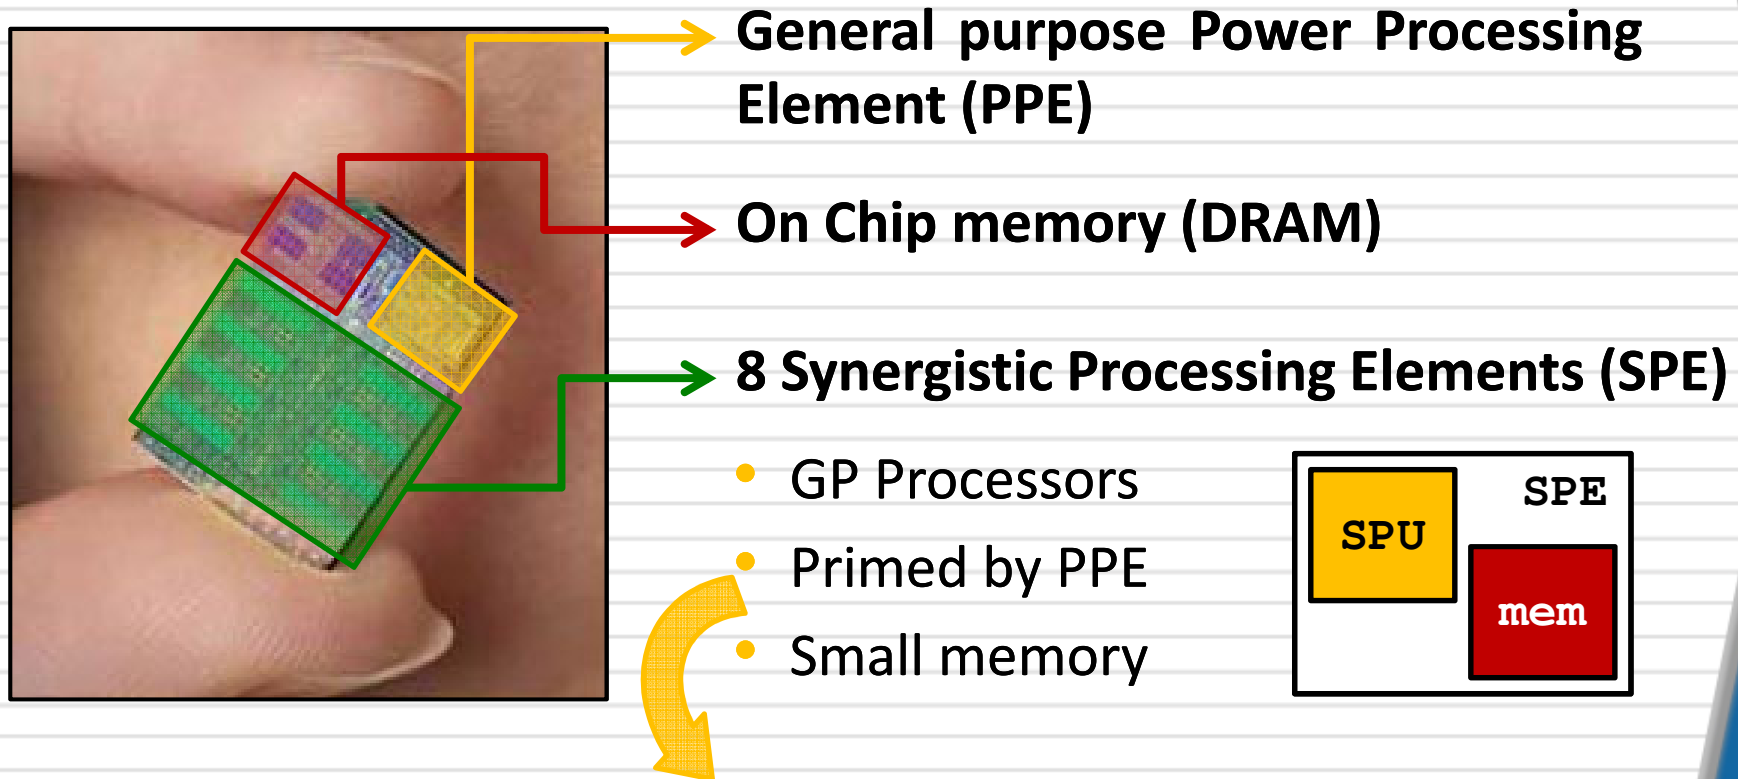 General purpose Power Processing
Element (PPE)
On Chip memory (DRAM)
8 Synergistic Processing Elements (SPE)
• GP Processors
• Primed by PPE
• Small memory
SPE
SPU
mem